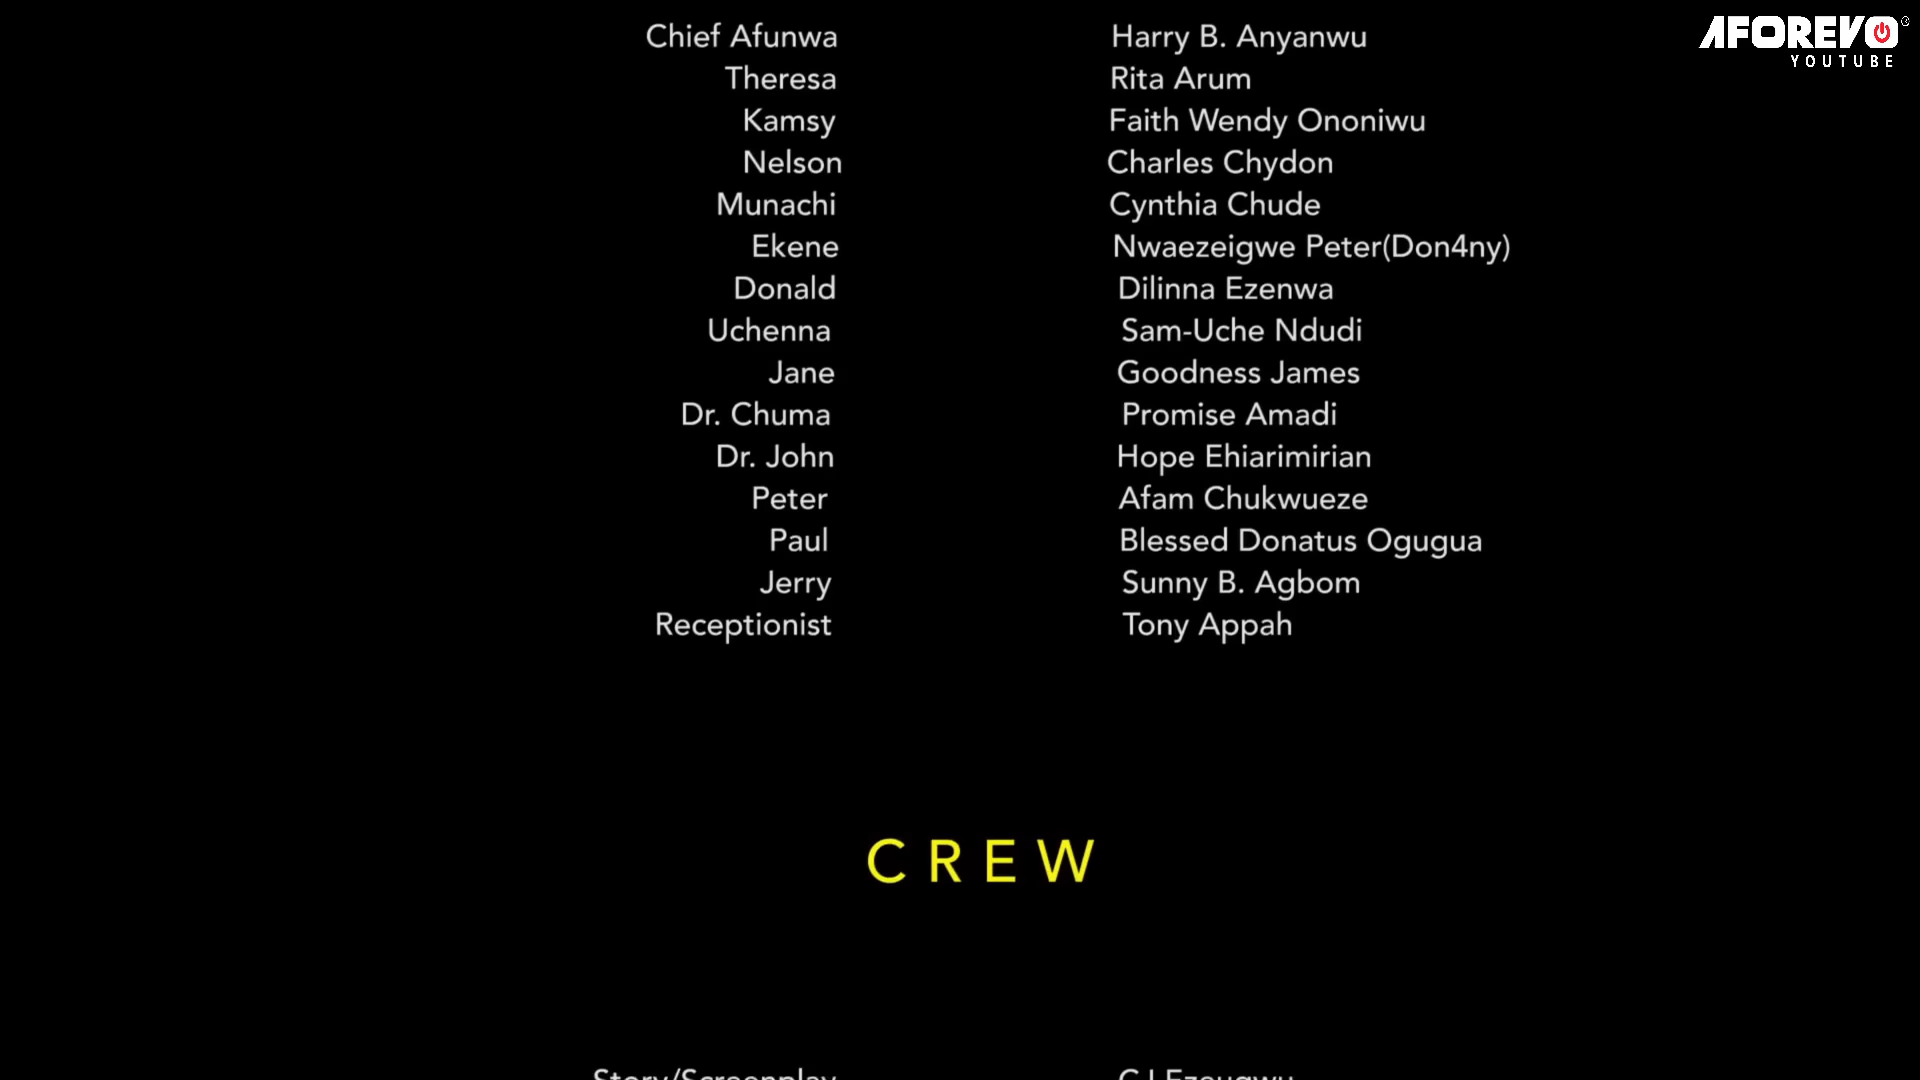 AFOREVO
YOUTUBE
Chief Afunwa Harry B. Anyanwu
Theresa Rita Arum
Kamsy Faith Wendy Ononiwu
Nelson Charles Chydon
Munachi Cynthia Chude
Ekene Nwaezeigwe Peter(Don4ny)
Donald Dilinna Ezenwa
Uchenna Sam-Uche Ndudi
Jane Goodness James
Dr. Chuma Promise Amadi
Dr. John Hope Ehiarimirian
Peter Afam Chukwueze
Paul Blessed Donatus Ogugua
Jerry Sunny B. Agbom
Receptionist Tony Appah
CREW
Story/Screenplay